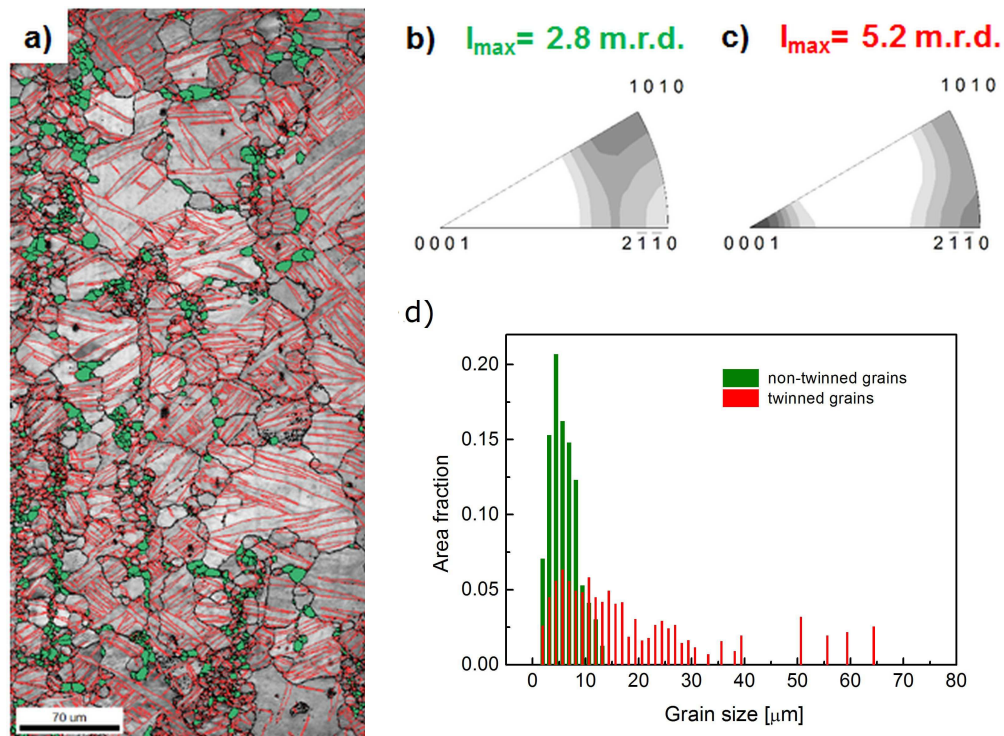 a)
70 um
b) Imax= 2.8 m.r.d.
1010
0001
2110
c) Imax= 5.2 m.r.d.
1010
0001
2110
d)
non-twinned grains
twinned grains
Area fraction
0.20
0.15
0.10
0.05
0.00
0 10 20 30 40 50 60 70 80
Grain size [μm]